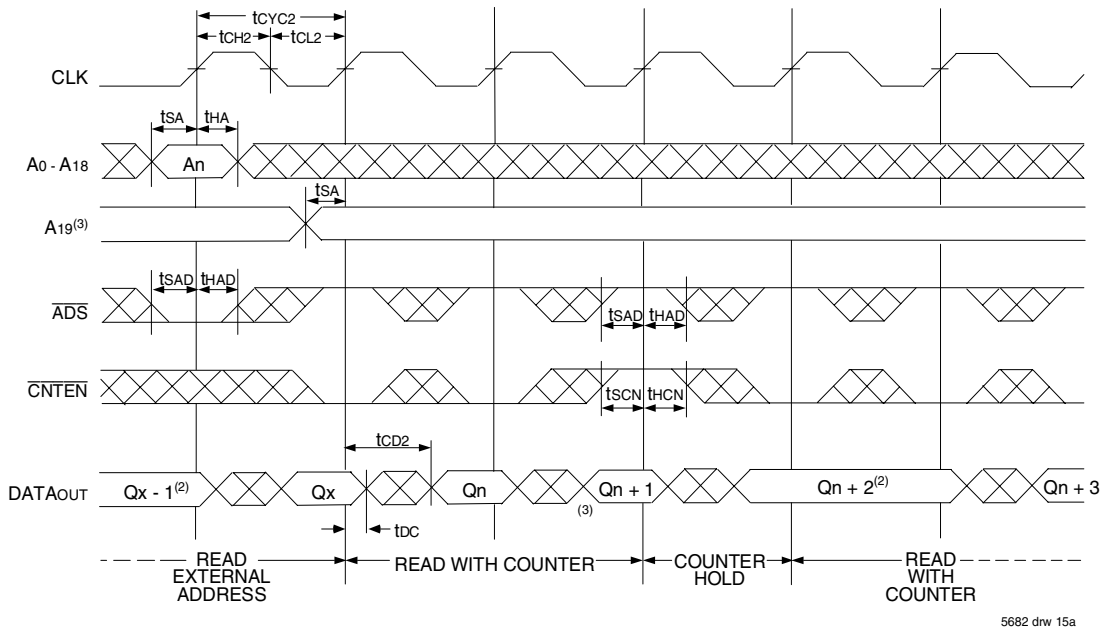 tCYC2
tCH2 tCL2
CLK
tSA tHA
A0 - A18 An
tSA
A19(3)
tSAD tHAD
ADS
tSAD tHAD
CNTEN
tSCN tHCN
tCD2
DATAOUT Qx - 1(2) Qx Qn Qn + 1 Qn + 2(2) Qn + 3
(3)
tDC
READ EXTERNAL ADDRESS
READ WITH COUNTER
COUNTER HOLD
READ WITH COUNTER
5682 drw 15a